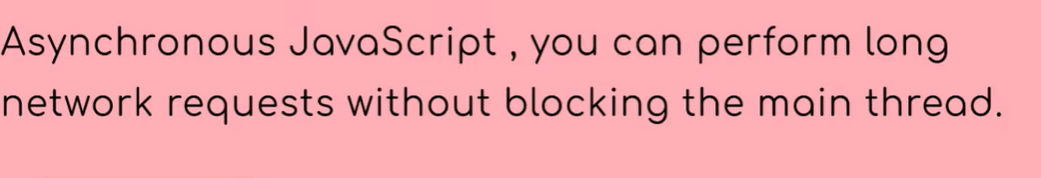 Asynchronous JavaScript , you can perform long
network requests without blocking the main thread.